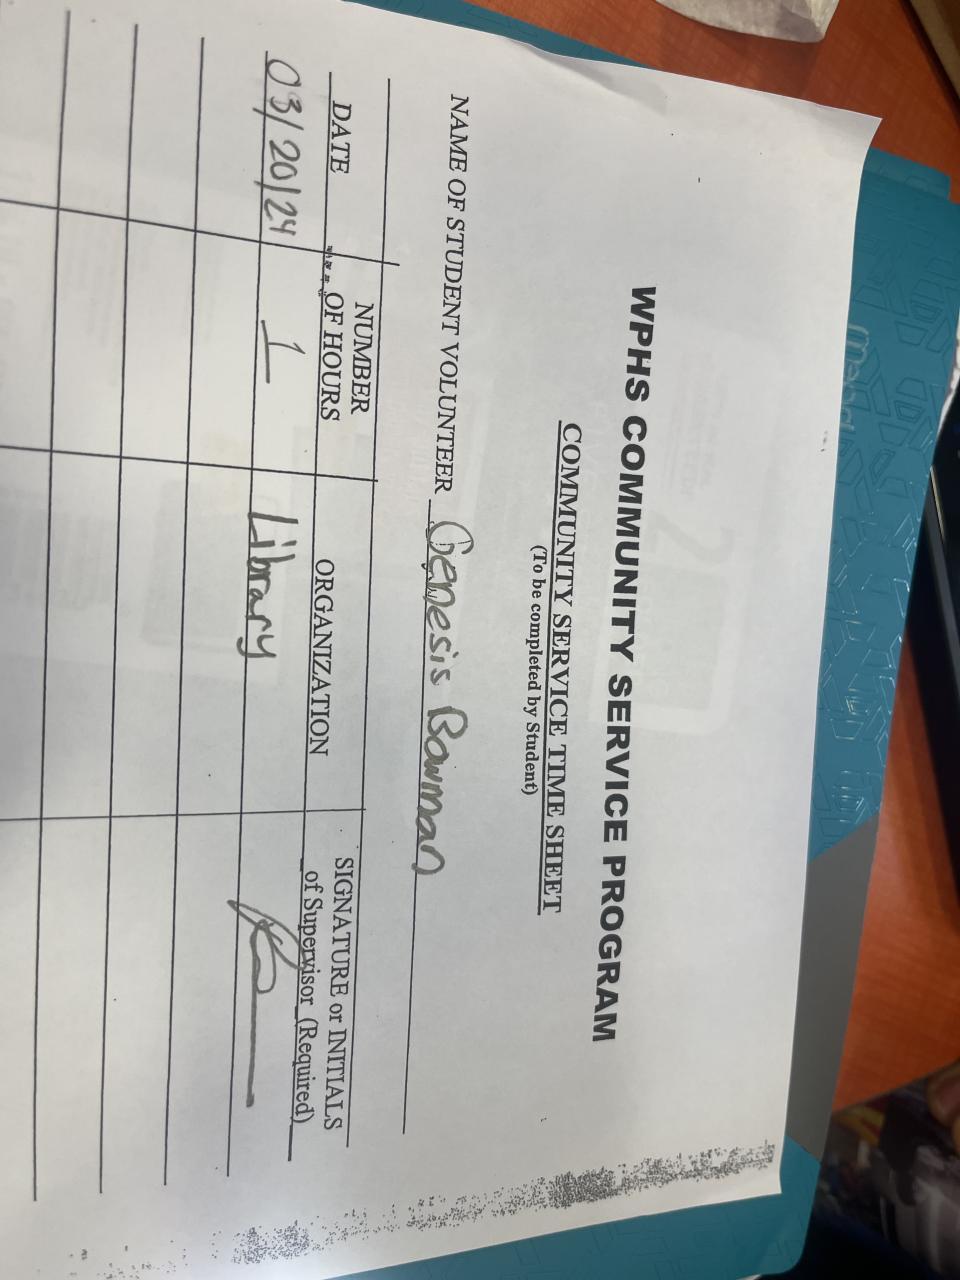 WPHS COMMUNITY SERVICE PROGRAM
COMMUNITY SERVICE TIME SHEET
(To be completed by Student)
NAME OF STUDENT VOLUNTEER Genesis Bowman
DATE
NUMBER
OF HOURS
ORGANIZATION
SIGNATURE or INITIALS
of Supervisor (Required)
03/20/24 1 Library